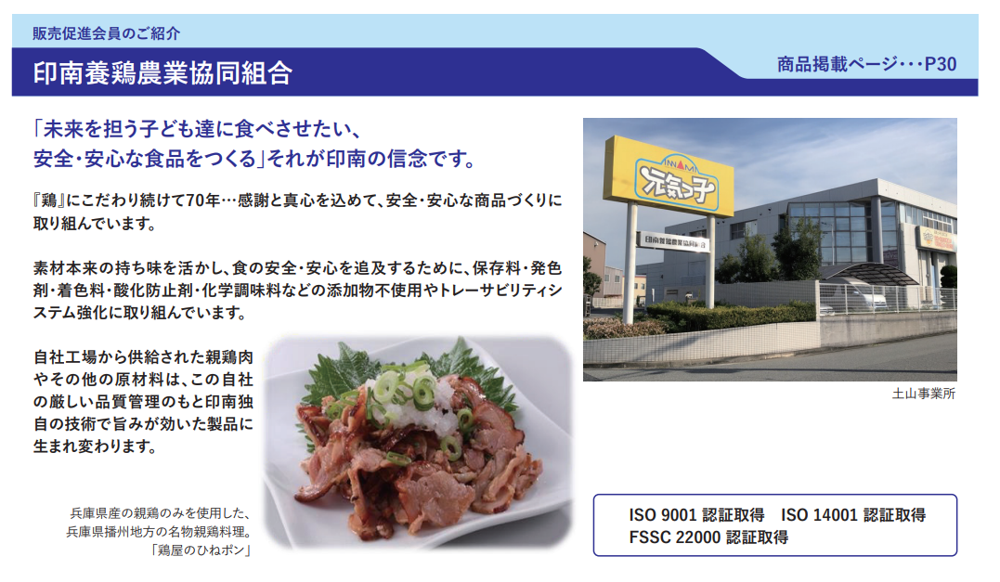 販売促進会員のご紹介
印南養鶏農業協同組合
商品掲載ページ･･･P30
「未来を担う子ども達に食べさせたい、
安全・安心な食品をつくる」それが印南の信念です。
『鶏』にこだわり続けて70年…感謝と真心を込めて、安全・安心な商品づくりに
取り組んでいます。
素材本来の持ち味を活かし、食の安全・安心を追及するために、保存料・発色
剤・着色料・酸化防止剤・化学調味料などの添加物不使用やトレーサビリティシ
ステム強化に取り組んでいます。
自社工場から供給された親鶏肉
やその他の原材料は、この自社
の厳しい品質管理のもと印南独
自の技術で旨みが効いた製品に
生まれ変わります。
兵庫県産の親鶏のみを使用した、
兵庫県播州地方の名物親鶏料理。
「鶏屋のひねポン」
INNAMI
元気っ子
印南養鶏農業協同組合
土山事業所
ISO 9001 認証取得　ISO 14001 認証取得
FSSC 22000 認証取得